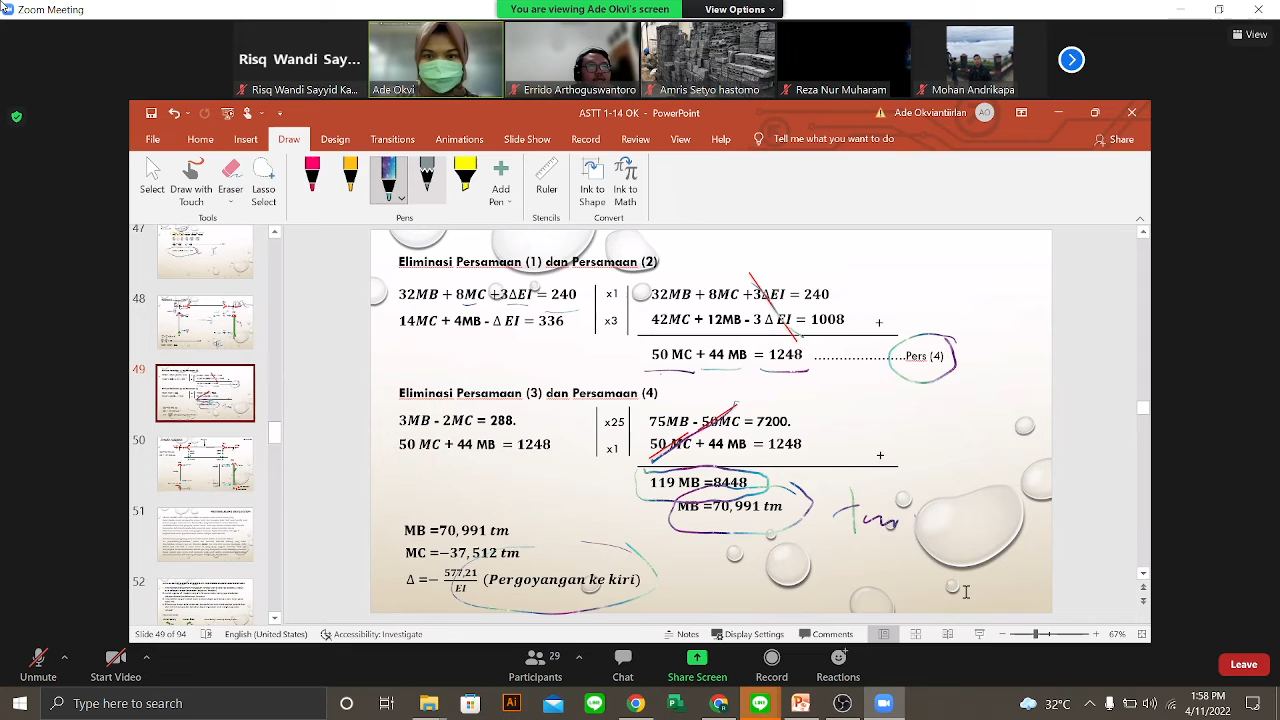 Zoom Meeting
You are viewing Ade Okvi's screen
View Options
View
Risq Wandi Say...
Risq Wandi Sayyid Ka...
Ade Okvi
Errido Arthoguswantoro
Amris Setyo hastomo
Reza Nur Muharam
Mohan Andrikapa
ASTT 1-14 OK - PowerPoint
Ade Okviantiirlan
AO
File Home Insert Draw Design Transitions Animations Slide Show Record Review View Help Tell me what you want to do
Share
Select
Draw with Touch
Eraser
Lasso Select
Add Pen
Ruler
Ink to Shape
Ink to Math
Tools
Pens
Stencils
Convert
47
48
49
50
51
52
Eliminasi Persamaan (1) dan Persamaan (2)
32MB + 8MC +3ΔEI = 240 x1 32MB + 8MC +3ΔEI = 240
14MC + 4MB - Δ EI = 336 x3 42MC + 12MB - 3 Δ EI = 1008 +
50 MC + 44 MB = 1248 ........................Pers (4)
Eliminasi Persamaan (3) dan Persamaan (4)
3MB - 2MC = 288. x25 75MB - 50MC = 7200.
50 MC + 44 MB = 1248 x1 50 MC + 44 MB = 1248 +
119 MB =8448
MB =70,991 tm
MB =70,991 tm
MC =−37,512 tm
Δ =− 577,21/EI (Pergoyangan ke kiri)
Slide 49 of 94
English (United States)
Accessibility: Investigate
Notes
Display Settings
Comments
67%
Unmute
Start Video
29
Participants
Chat
Share Screen
Record
Reactions
Leave
Type here to search
Ai
32°C
1:58 PM
4/11/2022